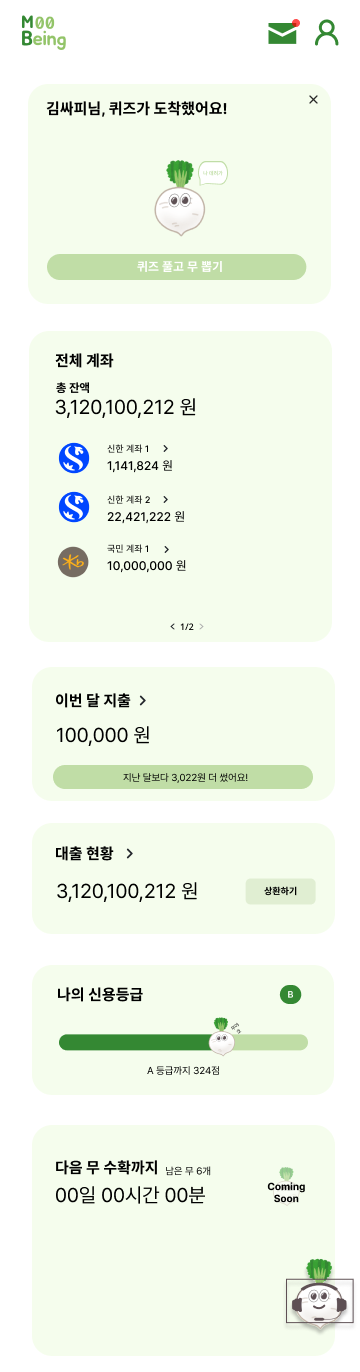 Moo
Being
김싸피님, 퀴즈가 도착했어요!
퀴즈 풀고 무 뽑기
전체 계좌
총 잔액
3,120,100,212 원
신한 계좌 1
1,141,824 원
신한 계좌 2
22,421,222 원
국민 계좌 1
10,000,000 원
1/2
이번 달 지출
100,000 원
지난 달보다 3,022원 더 썼어요!
대출 현황
3,120,100,212 원
상환하기
나의 신용등급
B
A 등급까지 324점
다음 무 수확까지 남은 무 6개
00일 00시간 00분
Coming
Soon